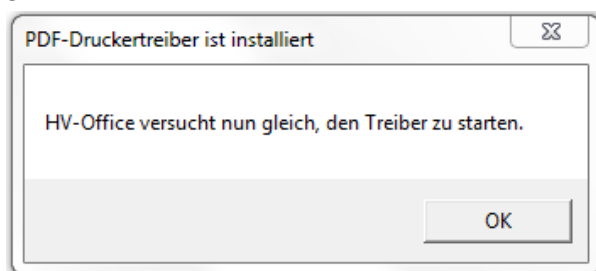 PDF-Druckertreiber ist installiert
HV-Office versucht nun gleich, den Treiber zu starten.
OK